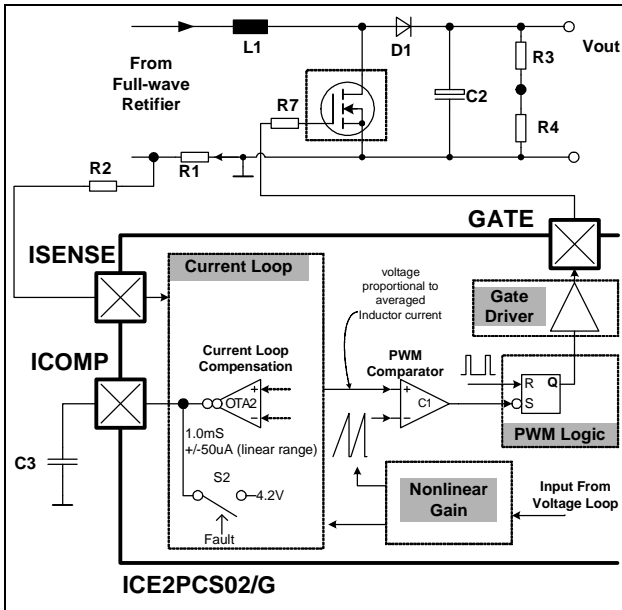 L1
D1
From
Full-wave
Retifier
R3
Vout
C2
R7
R4
R2
R1
GATE
ISENSE
Current Loop
voltage
proportional to
averaged
Inductor current
Gate
Driver
ICOMP
Current Loop
Compensation
PWM
Comparator
+
OTA2
−
+
C1
−
R
Q
S
PWM Logic
1.0mS
+/-50uA (linear range)
C3
S2
4.2V
Fault
Nonlinear
Gain
Input From
Voltage Loop
ICE2PCS02/G